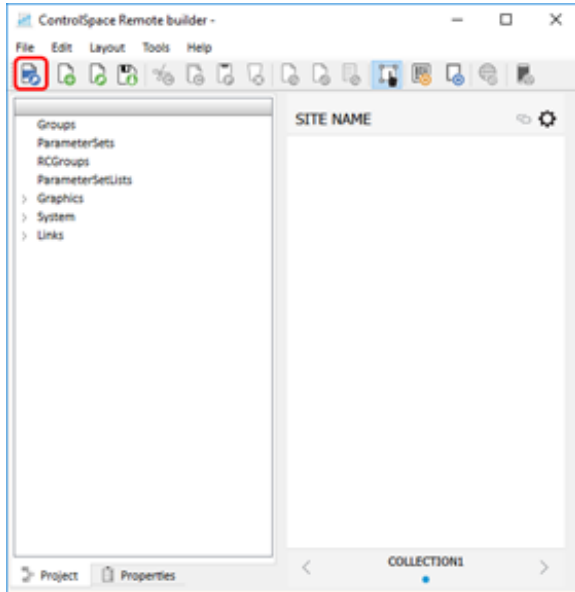 ControlSpace Remote builder -
File Edit Layout Tools Help
SITE NAME
Groups
ParameterSets
RCGroups
ParameterSetLists
Graphics
System
Links
Project Properties
COLLECTION1